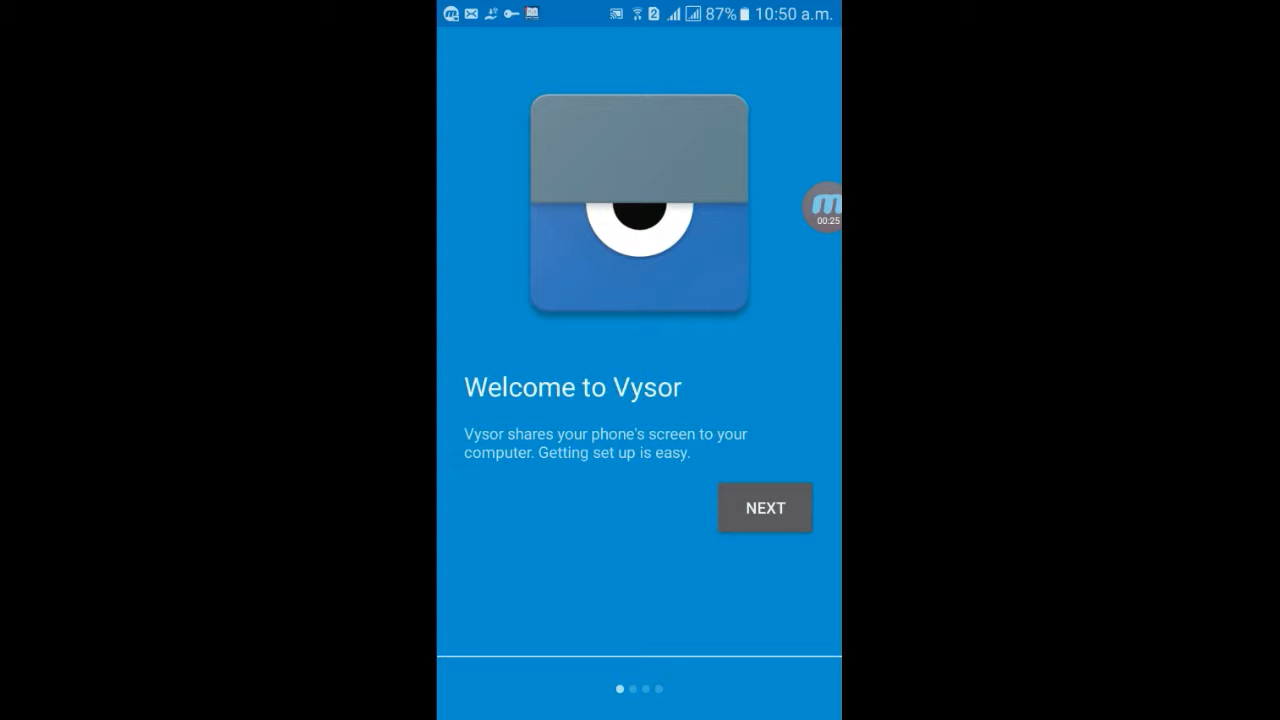 2 87% 10:50 a.m.
m
00:25
Welcome to Vysor
Vysor shares your phone's screen to your
computer. Getting set up is easy.
NEXT